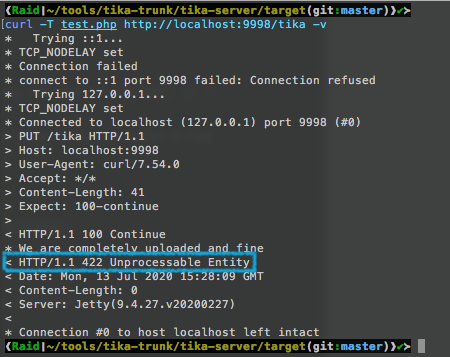 ❮Raid|~/tools/tika-trunk/tika-server/target(git:master)❯✔≻
curl -T test.php http://localhost:9998/tika -v
*   Trying ::1...
* TCP_NODELAY set
* Connection failed
* connect to ::1 port 9998 failed: Connection refused
*   Trying 127.0.0.1...
* TCP_NODELAY set
* Connected to localhost (127.0.0.1) port 9998 (#0)
> PUT /tika HTTP/1.1
> Host: localhost:9998
> User-Agent: curl/7.54.0
> Accept: */*
> Content-Length: 41
> Expect: 100-continue
>
< HTTP/1.1 100 Continue
* We are completely uploaded and fine
< HTTP/1.1 422 Unprocessable Entity
< Date: Mon, 13 Jul 2020 15:28:09 GMT
< Content-Length: 0
< Server: Jetty(9.4.27.v20200227)
<
* Connection #0 to host localhost left intact
❮Raid|~/tools/tika-trunk/tika-server/target(git:master)❯✔≻